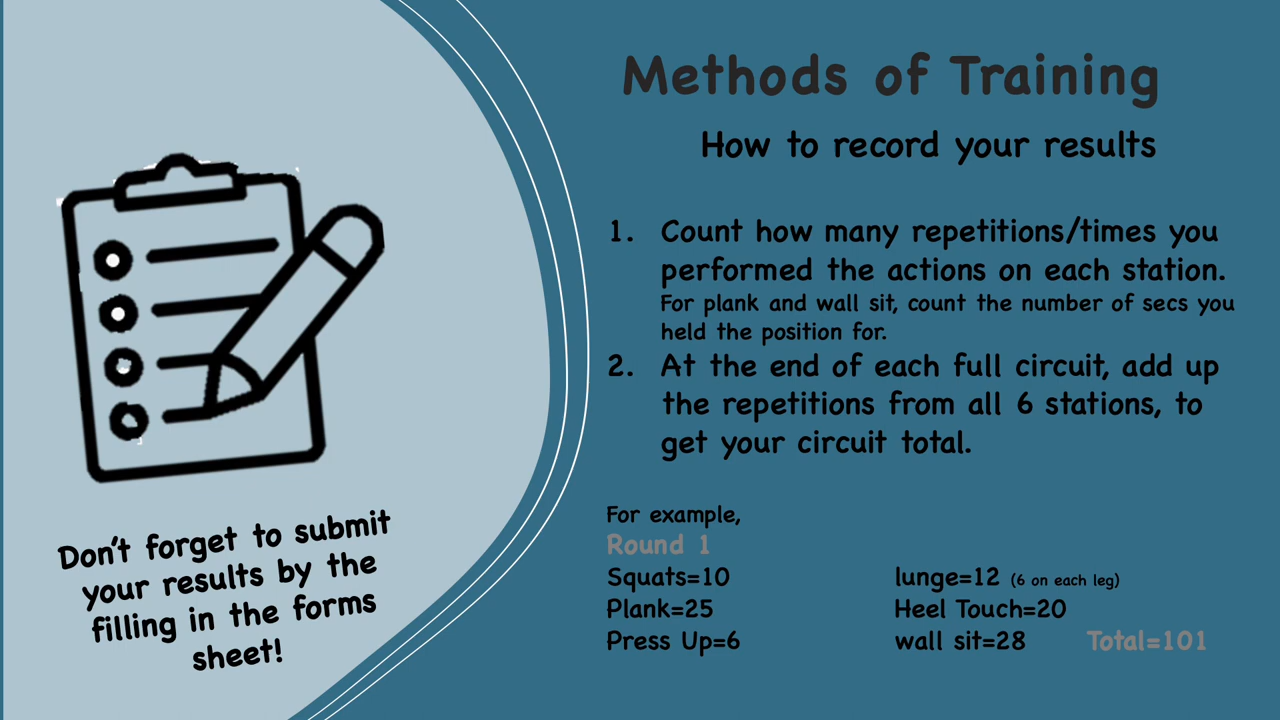 Methods of Training
How to record your results
1. Count how many repetitions/times you
performed the actions on each station.
For plank and wall sit, count the number of secs you
held the position for.
2. At the end of each full circuit, add up
the repetitions from all 6 stations, to
get your circuit total.
For example,
Round 1
Squats=10 lunge=12 (6 on each leg)
Plank=25 Heel Touch=20
Press Up=6 wall sit=28 Total=101
Don't forget to submit
your results by the
filling in the forms
sheet!